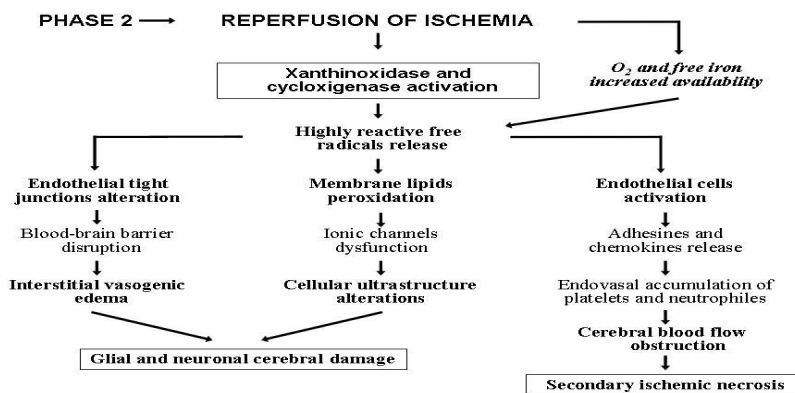 PHASE 2
REPERFUSION OF ISCHEMIA
Xanthinoxidase and
cycloxigenase activation
O2 and free iron
increased availability
Highly reactive free
radicals release
Endothelial tight
junctions alteration
Membrane lipids
peroxidation
Endothelial cells
activation
Blood-brain barrier
disruption
Ionic channels
dysfunction
Adhesines and
chemokines release
Interstitial vasogenic
edema
Cellular ultrastructure
alterations
Endovasal accumulation of
platelets and neutrophiles
Cerebral blood flow
obstruction
Glial and neuronal cerebral damage
Secondary ischemic necrosis